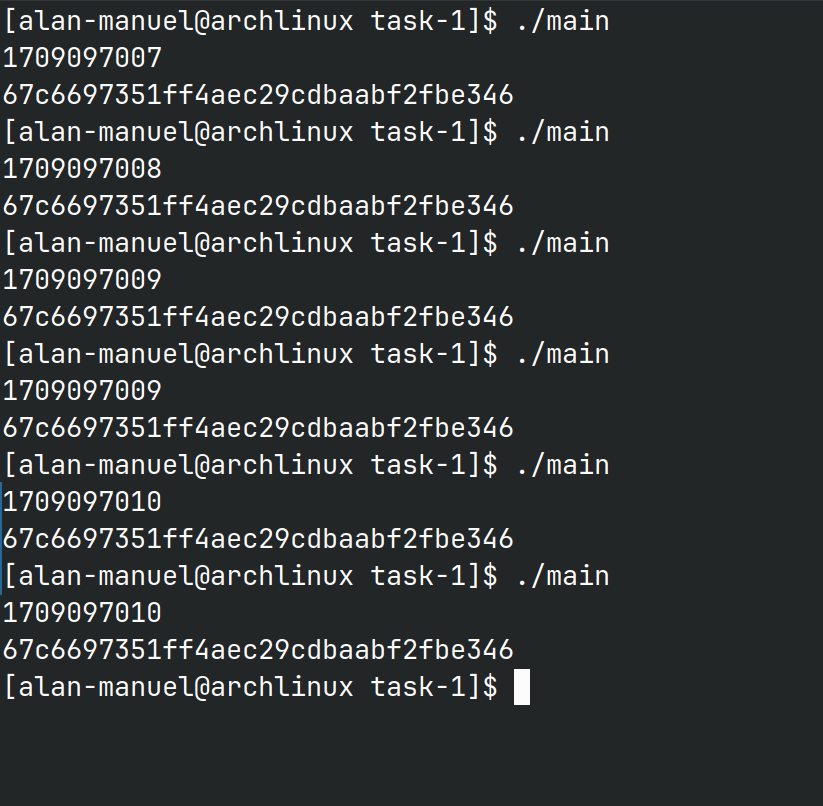 [alan-manuel@archlinux task-1]$ ./main
1709097007
67c6697351ff4aec29cdbaabf2fbe346
[alan-manuel@archlinux task-1]$ ./main
1709097008
67c6697351ff4aec29cdbaabf2fbe346
[alan-manuel@archlinux task-1]$ ./main
1709097009
67c6697351ff4aec29cdbaabf2fbe346
[alan-manuel@archlinux task-1]$ ./main
1709097009
67c6697351ff4aec29cdbaabf2fbe346
[alan-manuel@archlinux task-1]$ ./main
1709097010
67c6697351ff4aec29cdbaabf2fbe346
[alan-manuel@archlinux task-1]$ ./main
1709097010
67c6697351ff4aec29cdbaabf2fbe346
[alan-manuel@archlinux task-1]$